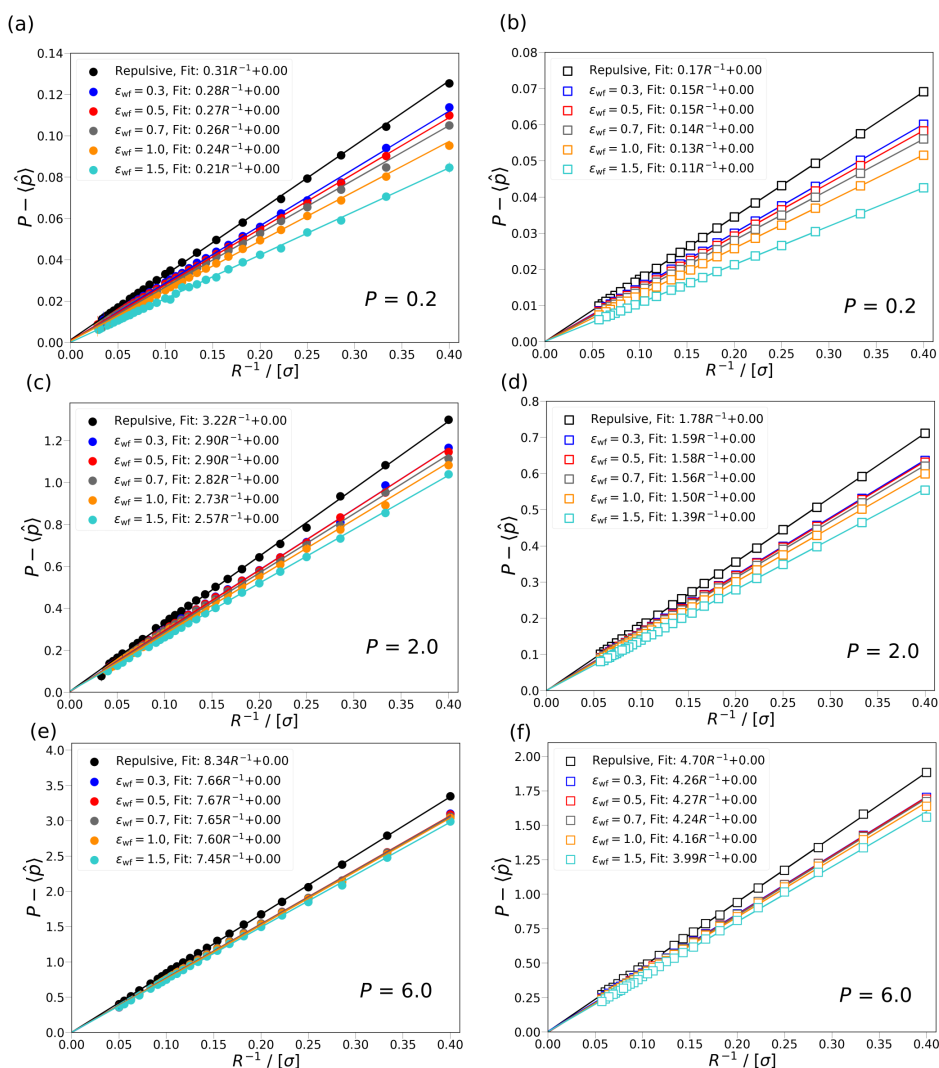 (a)
P − ⟨p̂⟩
0.14
0.12
0.10
0.08
0.06
0.04
0.02
0.00
Repulsive, Fit: 0.31R⁻¹+0.00
ε_wf = 0.3, Fit: 0.28R⁻¹+0.00
ε_wf = 0.5, Fit: 0.27R⁻¹+0.00
ε_wf = 0.7, Fit: 0.26R⁻¹+0.00
ε_wf = 1.0, Fit: 0.24R⁻¹+0.00
ε_wf = 1.5, Fit: 0.21R⁻¹+0.00
P = 0.2
0.00 0.05 0.10 0.15 0.20 0.25 0.30 0.35 0.40
R⁻¹ / [σ]
(b)
P − ⟨p̂⟩
0.08
0.07
0.06
0.05
0.04
0.03
0.02
0.01
0.00
Repulsive, Fit: 0.17R⁻¹+0.00
ε_wf = 0.3, Fit: 0.15R⁻¹+0.00
ε_wf = 0.5, Fit: 0.15R⁻¹+0.00
ε_wf = 0.7, Fit: 0.14R⁻¹+0.00
ε_wf = 1.0, Fit: 0.13R⁻¹+0.00
ε_wf = 1.5, Fit: 0.11R⁻¹+0.00
P = 0.2
0.00 0.05 0.10 0.15 0.20 0.25 0.30 0.35 0.40
R⁻¹ / [σ]
(c)
P − ⟨p̂⟩
1.2
1.0
0.8
0.6
0.4
0.2
0.0
Repulsive, Fit: 3.22R⁻¹+0.00
ε_wf = 0.3, Fit: 2.90R⁻¹+0.00
ε_wf = 0.5, Fit: 2.90R⁻¹+0.00
ε_wf = 0.7, Fit: 2.82R⁻¹+0.00
ε_wf = 1.0, Fit: 2.73R⁻¹+0.00
ε_wf = 1.5, Fit: 2.57R⁻¹+0.00
P = 2.0
0.00 0.05 0.10 0.15 0.20 0.25 0.30 0.35 0.40
R⁻¹ / [σ]
(d)
P − ⟨p̂⟩
0.8
0.7
0.6
0.5
0.4
0.3
0.2
0.1
0.0
Repulsive, Fit: 1.78R⁻¹+0.00
ε_wf = 0.3, Fit: 1.59R⁻¹+0.00
ε_wf = 0.5, Fit: 1.58R⁻¹+0.00
ε_wf = 0.7, Fit: 1.56R⁻¹+0.00
ε_wf = 1.0, Fit: 1.50R⁻¹+0.00
ε_wf = 1.5, Fit: 1.39R⁻¹+0.00
P = 2.0
0.00 0.05 0.10 0.15 0.20 0.25 0.30 0.35 0.40
R⁻¹ / [σ]
(e)
P − ⟨p̂⟩
4.0
3.5
3.0
2.5
2.0
1.5
1.0
0.5
0.0
Repulsive, Fit: 8.34R⁻¹+0.00
ε_wf = 0.3, Fit: 7.66R⁻¹+0.00
ε_wf = 0.5, Fit: 7.67R⁻¹+0.00
ε_wf = 0.7, Fit: 7.65R⁻¹+0.00
ε_wf = 1.0, Fit: 7.60R⁻¹+0.00
ε_wf = 1.5, Fit: 7.45R⁻¹+0.00
P = 6.0
0.00 0.05 0.10 0.15 0.20 0.25 0.30 0.35 0.40
R⁻¹ / [σ]
(f)
P − ⟨p̂⟩
2.00
1.75
1.50
1.25
1.00
0.75
0.50
0.25
0.00
Repulsive, Fit: 4.70R⁻¹+0.00
ε_wf = 0.3, Fit: 4.26R⁻¹+0.00
ε_wf = 0.5, Fit: 4.27R⁻¹+0.00
ε_wf = 0.7, Fit: 4.24R⁻¹+0.00
ε_wf = 1.0, Fit: 4.16R⁻¹+0.00
ε_wf = 1.5, Fit: 3.99R⁻¹+0.00
P = 6.0
0.00 0.05 0.10 0.15 0.20 0.25 0.30 0.35 0.40
R⁻¹ / [σ]